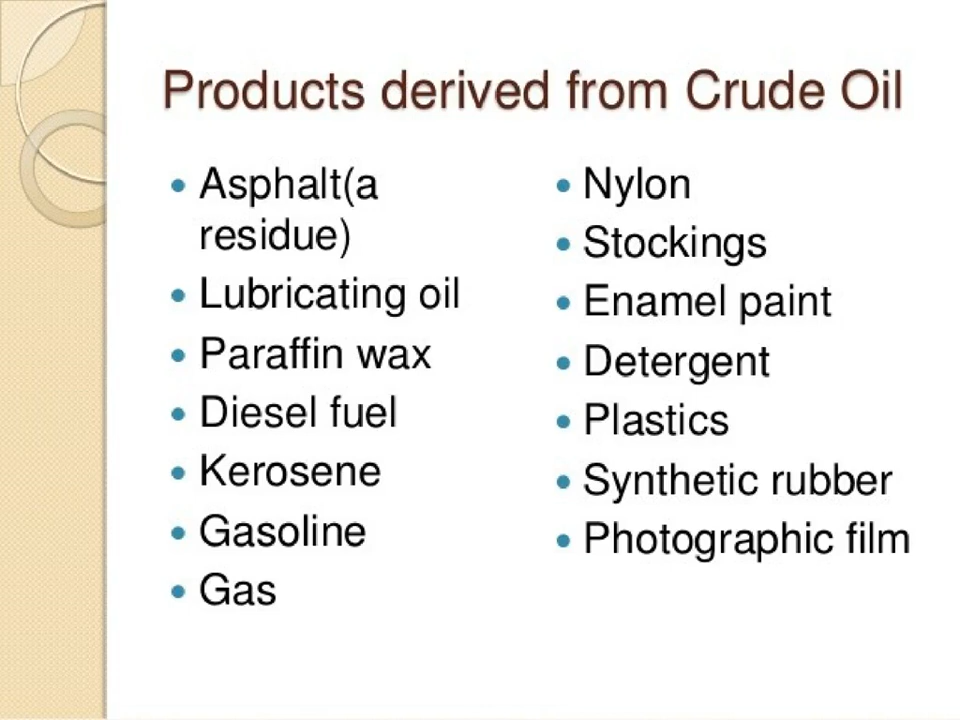 Products derived from Crude Oil
• Asphalt(a
residue)
• Lubricating oil
• Paraffin wax
• Diesel fuel
• Kerosene
• Gasoline
• Gas
• Nylon
• Stockings
• Enamel paint
• Detergent
• Plastics
• Synthetic rubber
• Photographic film